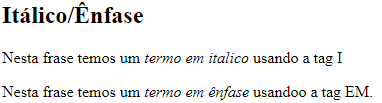 Itálico/Ênfase
Nesta frase temos um termo em italico usando a tag I
Nesta frase temos um termo em ênfase usandoo a tag EM.